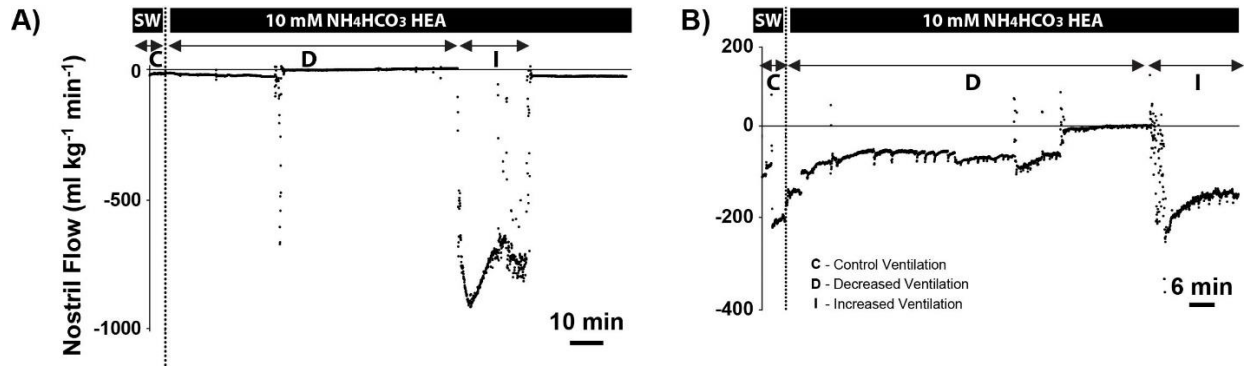 A)
SW
10 mM NH₄HCO₃ HEA
C
D
I
0
-500
-1000
Nostril Flow (ml kg⁻¹ min⁻¹)
10 min
B)
SW
10 mM NH₄HCO₃ HEA
200
C
D
I
0
-200
-400
C - Control Ventilation
D - Decreased Ventilation
I - Increased Ventilation
6 min